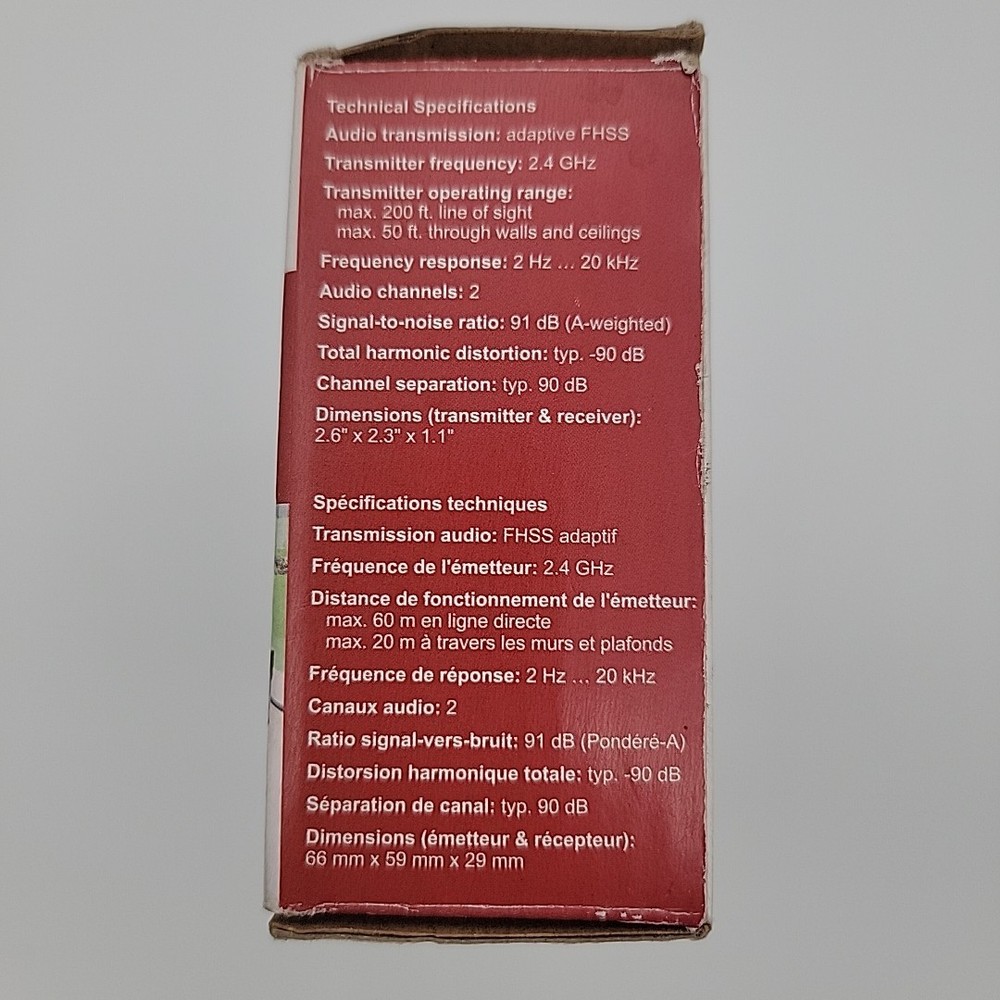 Technical Specifications
Audio transmission: adaptive FHSS
Transmitter frequency: 2.4 GHz
Transmitter operating range:
max. 200 ft. line of sight
max. 50 ft. through walls and ceilings
Frequency response: 2 Hz ... 20 kHz
Audio channels: 2
Signal-to-noise ratio: 91 dB (A-weighted)
Total harmonic distortion: typ. -90 dB
Channel separation: typ. 90 dB
Dimensions (transmitter & receiver):
2.6" x 2.3" x 1.1"
Spécifications techniques
Transmission audio: FHSS adaptif
Fréquence de l'émetteur: 2.4 GHz
Distance de fonctionnement de l'émetteur:
max. 60 m en ligne directe
max. 20 m à travers les murs et plafonds
Fréquence de réponse: 2 Hz ... 20 kHz
Canaux audio: 2
Ratio signal-vers-bruit: 91 dB (Pondéré-A)
Distorsion harmonique totale: typ. -90 dB
Séparation de canal: typ. 90 dB
Dimensions (émetteur & récepteur):
66 mm x 59 mm x 29 mm